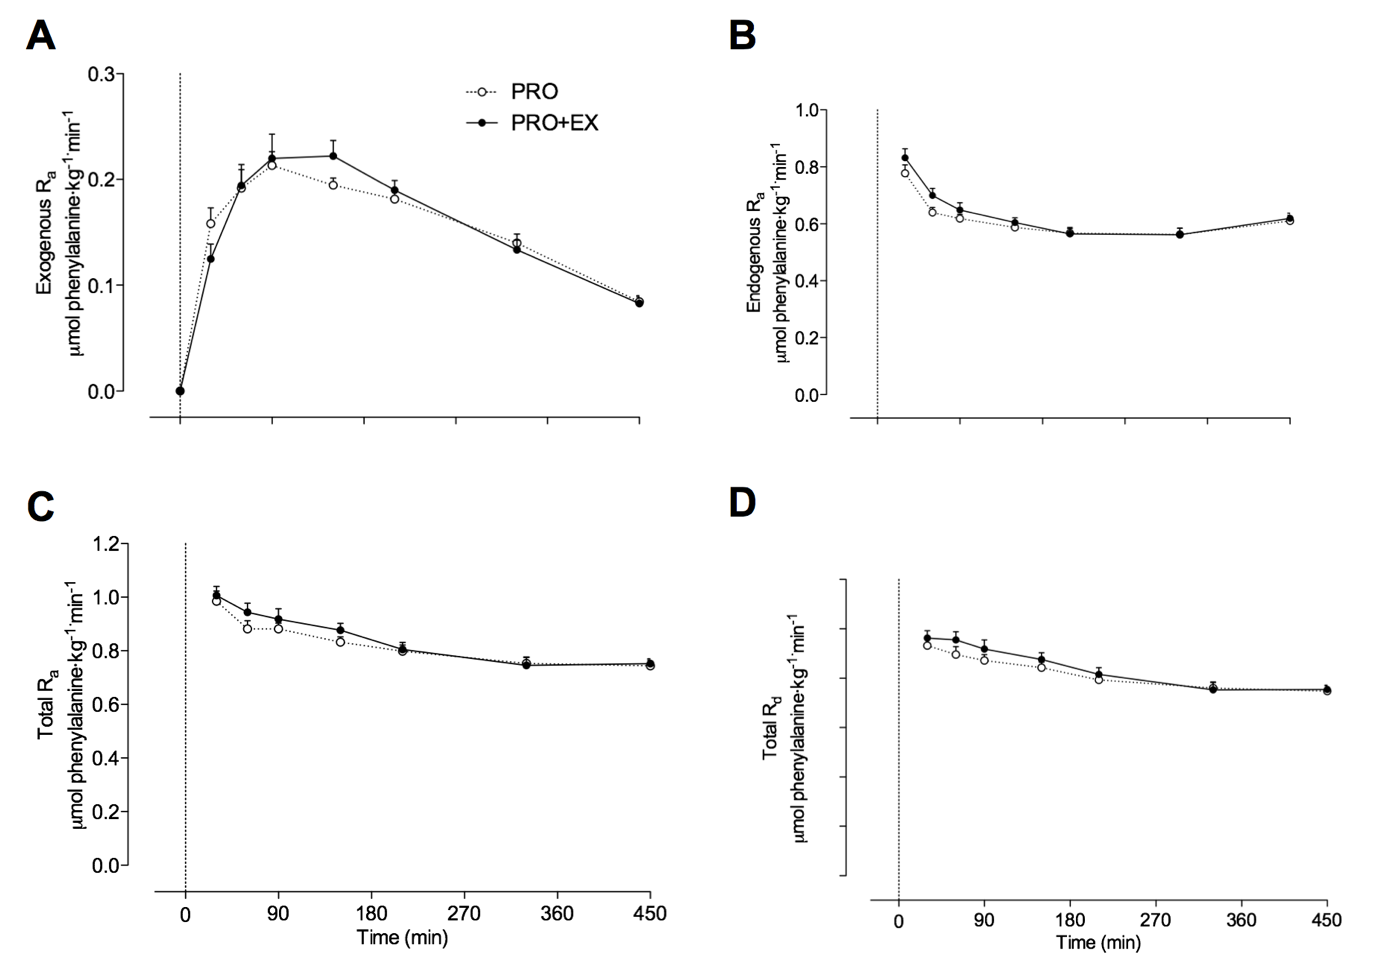 A
0.3
0.2
0.1
0.0
Exogenous Ra
μmol phenylalanine·kg-1·min-1
PRO
PRO+EX
B
1.0
0.8
0.6
0.4
0.2
0.0
Endogenous Ra
μmol phenylalanine·kg-1·min-1
C
1.2
1.0
0.8
0.6
0.4
0.2
0.0
Total Ra
μmol phenylalanine·kg-1·min-1
0 90 180 270 360 450
Time (min)
D
Total Rd
μmol phenylalanine·kg-1·min-1
0 90 180 270 360 450
Time (min)